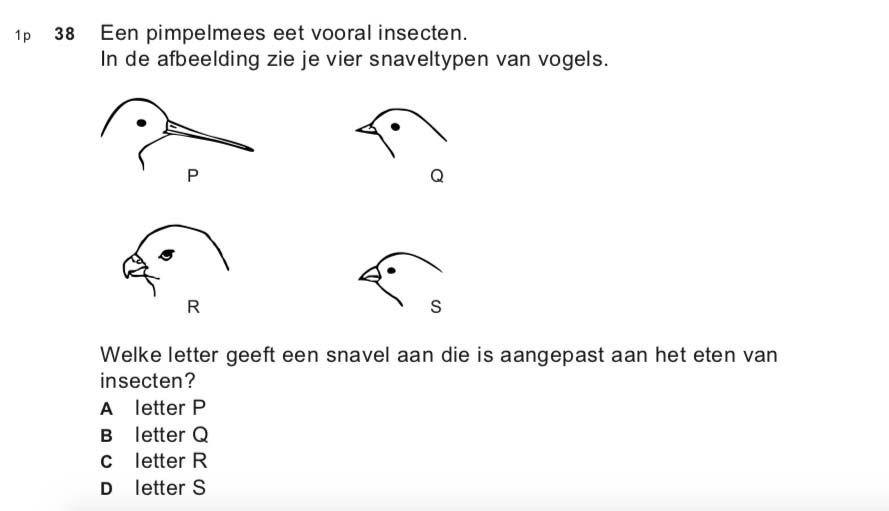 1p 38 Een pimpelmees eet vooral insecten.
In de afbeelding zie je vier snaveltypen van vogels.
P
Q
R
S
Welke letter geeft een snavel aan die is aangepast aan het eten van
insecten?
A letter P
B letter Q
C letter R
D letter S